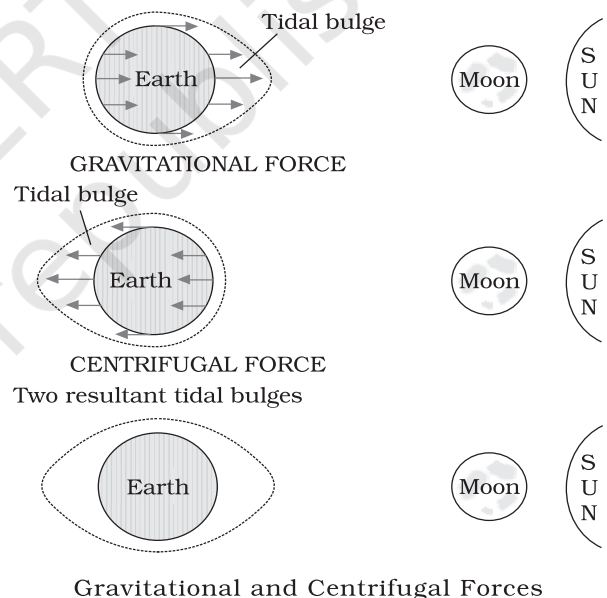 Tidal bulge
Earth
Moon
S
U
N
GRAVITATIONAL FORCE
Tidal bulge
Earth
Moon
S
U
N
CENTRIFUGAL FORCE
Two resultant tidal bulges
Earth
Moon
S
U
N
Gravitational and Centrifugal Forces